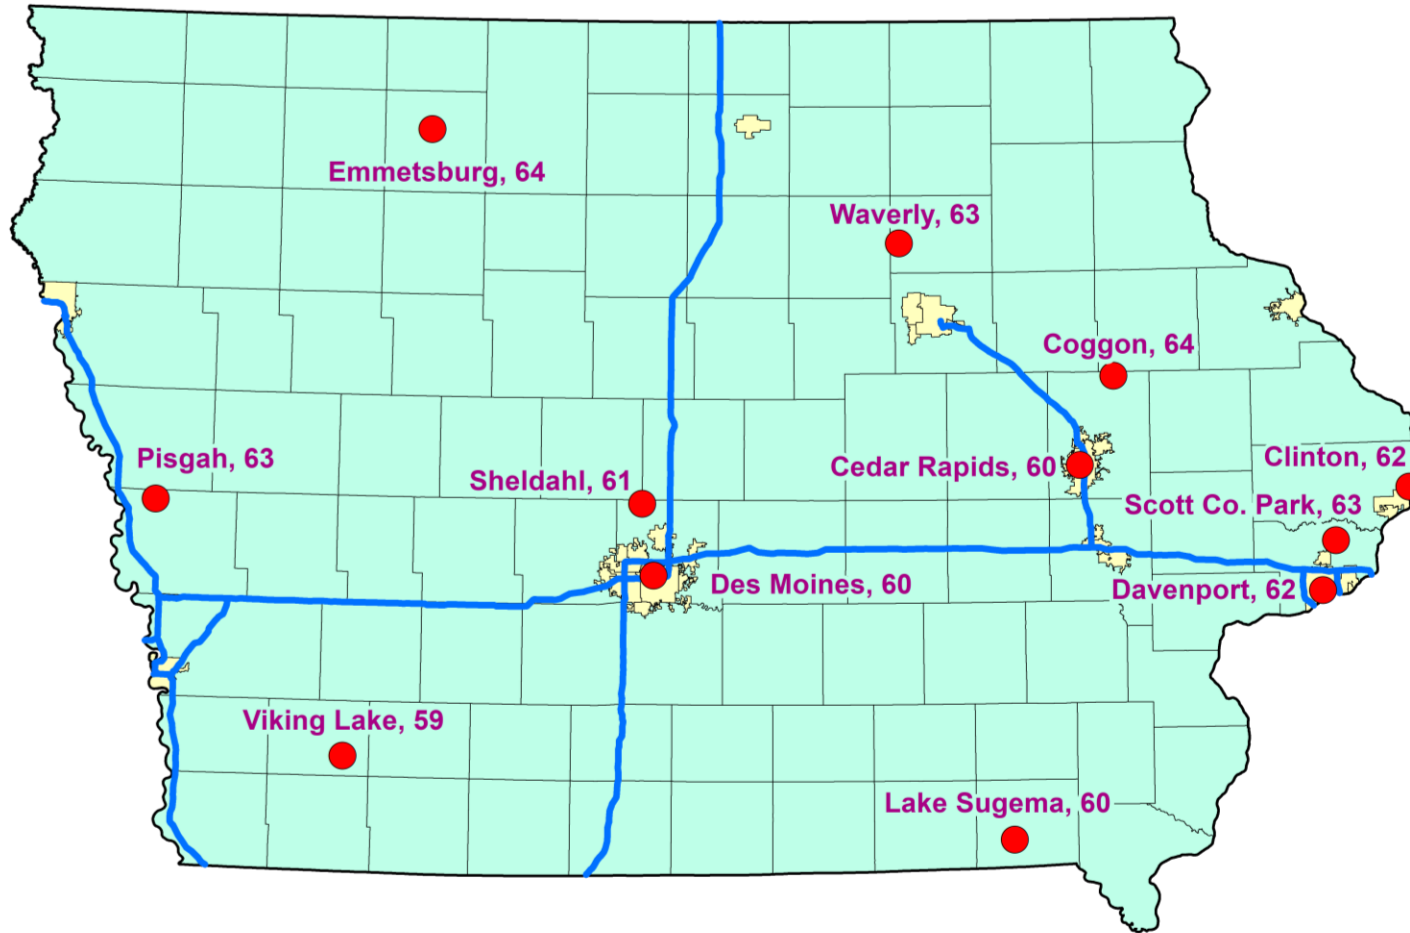 Emmetsburg, 64
Waverly, 63
Coggon, 64
Pisgah, 63
Sheldahl, 61
Cedar Rapids, 60
Clinton, 62
Scott Co. Park, 63
Des Moines, 60
Davenport, 62
Viking Lake, 59
Lake Sugema, 60